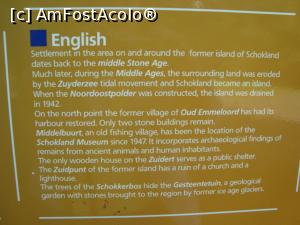 [c] AmFostAcolo®
English
Settlement in the area on and around the former island of Schokland
dates back to the middle Stone Age.
Much later, during the Middle Ages, the surrounding land was eroded
by the Zuyderzee tidal movement and Schokland became an island.
When the Noordoostpolder was constructed, the island was drained
in 1942.
On the north point the former village of Oud Emmeloord has had its
harbour restored. Only two stone buildings remain.
Middelbuurt, an old fishing village, has been the location of the
Schokland Museum since 1947. It incorporates archaeological findings of
remains from ancient animals and human inhabitants.
The only wooden house on the Zuidert serves as a public shelter.
The Zuidpunt of the former island has a ruin of a church and a
lighthouse.
The trees of the Schokkerbos hide the Gesteentetuin, a geological
garden with stones brought to the region by former ice age glaciers.